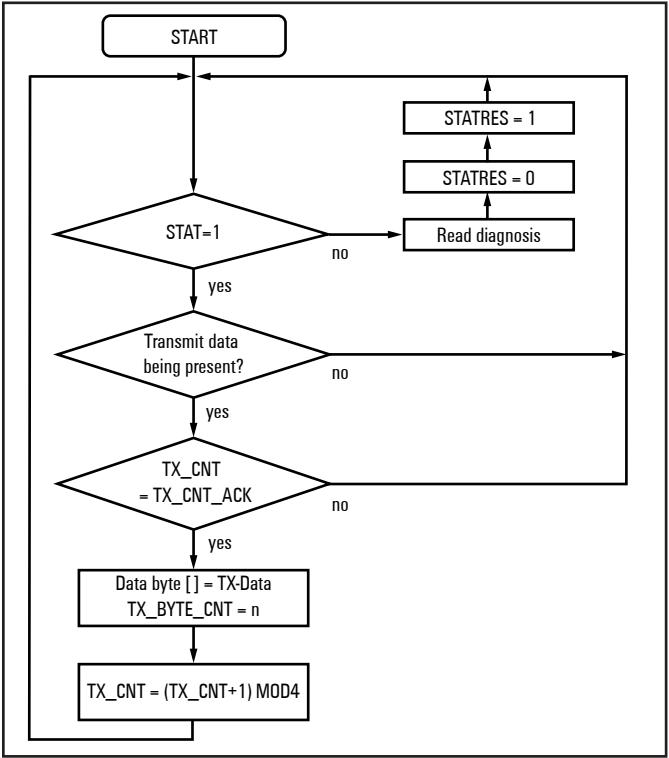 START
STATRES = 1
STATRES = 0
STAT=1
Read diagnosis
no
yes
Transmit data
being present?
no
yes
TX_CNT
= TX_CNT_ACK
no
yes
Data byte [ ] = TX-Data
TX_BYTE_CNT = n
TX_CNT = (TX_CNT+1) MOD4